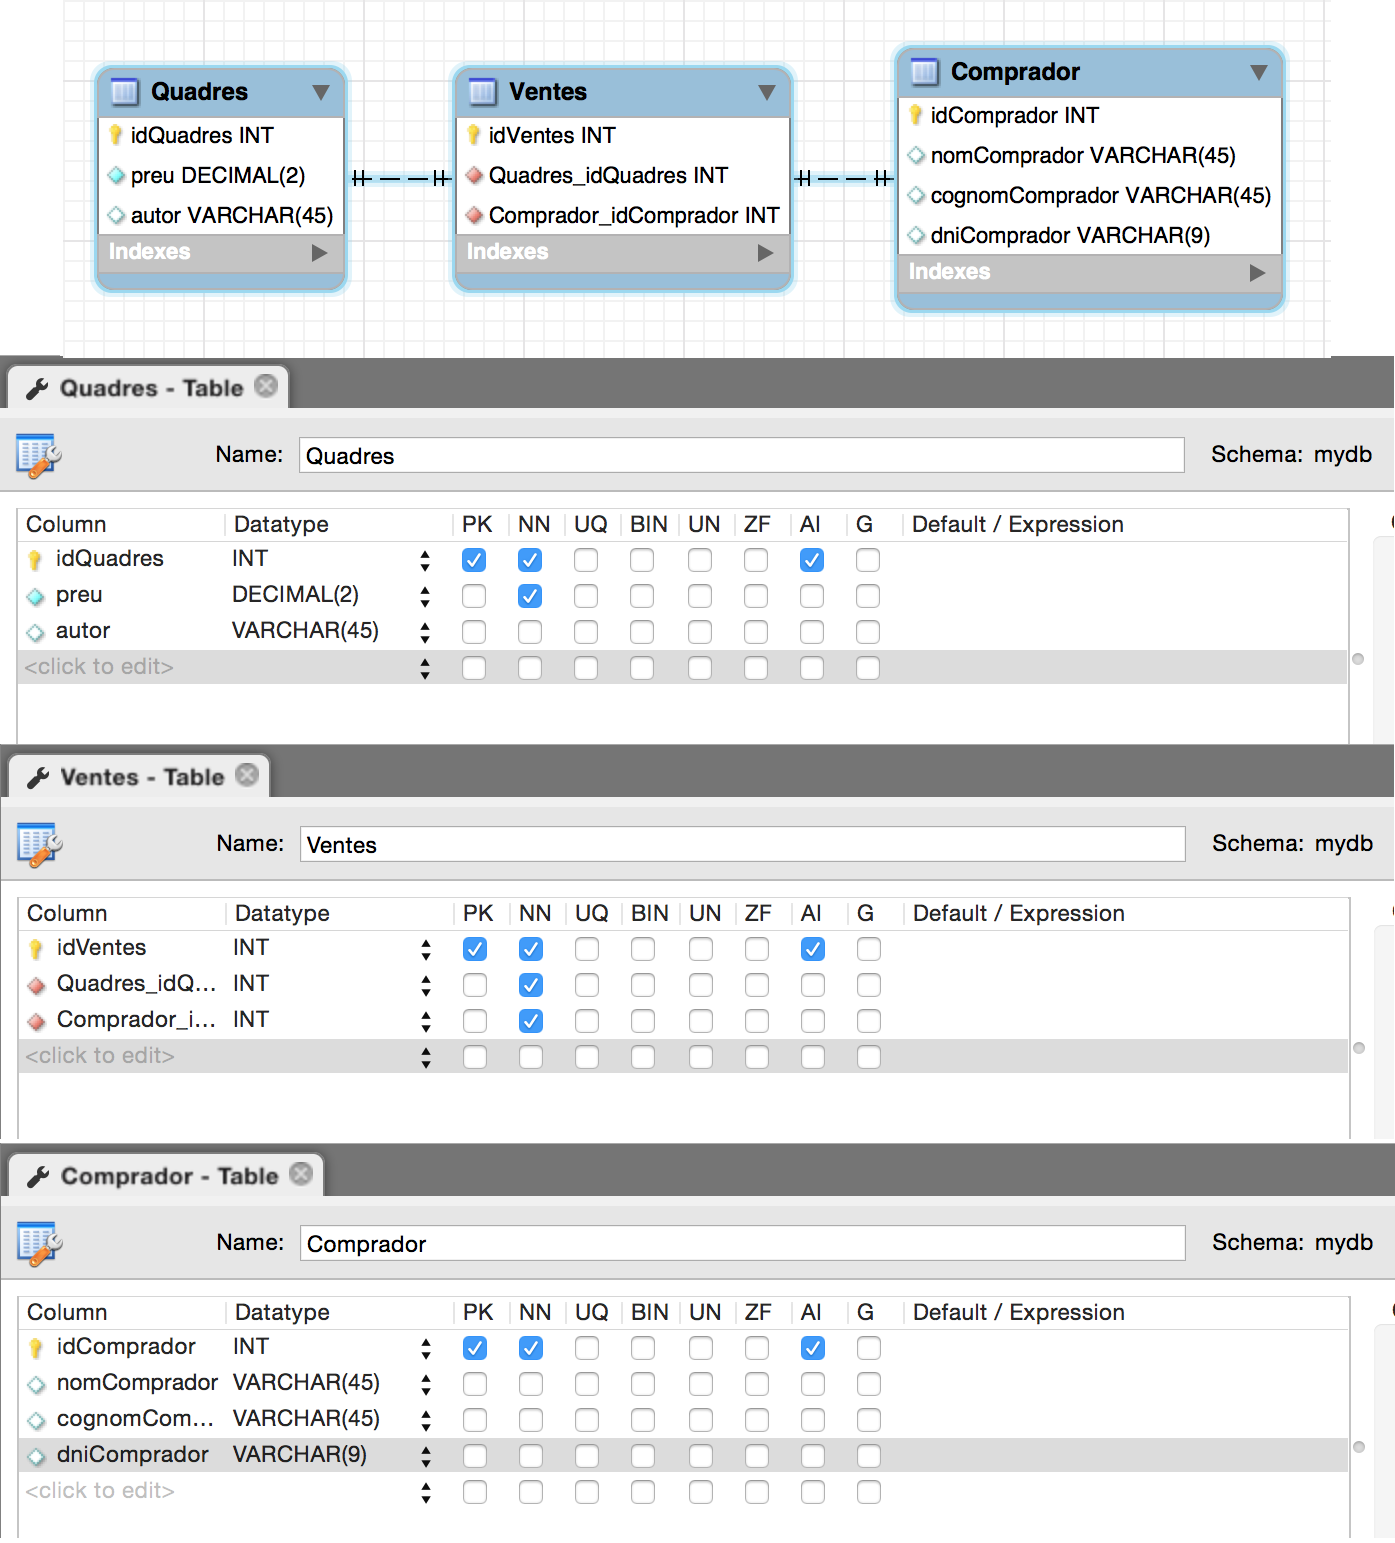 Quadres
idQuadres INT
preu DECIMAL(2)
autor VARCHAR(45)
Indexes
Ventes
idVentes INT
Quadres_idQuadres INT
Comprador_idComprador INT
Indexes
Comprador
idComprador INT
nomComprador VARCHAR(45)
cognomComprador VARCHAR(45)
dniComprador VARCHAR(9)
Indexes
Quadres - Table
Name: Quadres Schema: mydb
Column Datatype PK NN UQ BIN UN ZF AI G Default / Expression
idQuadres INT
preu DECIMAL(2)
autor VARCHAR(45)
<click to edit>
Ventes - Table
Name: Ventes Schema: mydb
Column Datatype PK NN UQ BIN UN ZF AI G Default / Expression
idVentes INT
Quadres_idQ... INT
Comprador_i... INT
<click to edit>
Comprador - Table
Name: Comprador Schema: mydb
Column Datatype PK NN UQ BIN UN ZF AI G Default / Expression
idComprador INT
nomComprador VARCHAR(45)
cognomCom... VARCHAR(45)
dniComprador VARCHAR(9)
<click to edit>